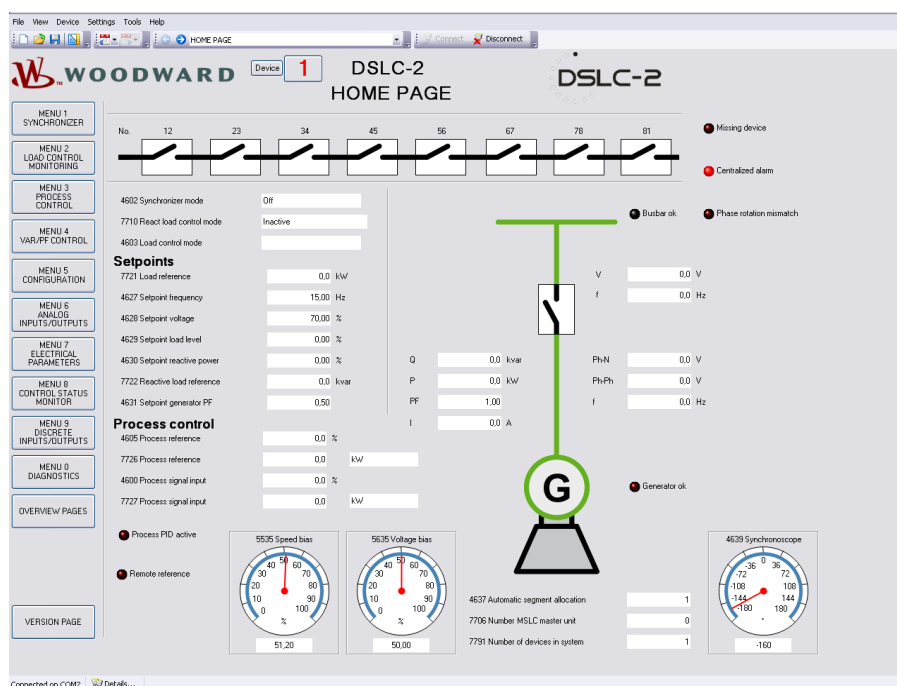 File View Device Settings Tools Help
HOME PAGE Connect Disconnect
WOODWARD Device 1 DSLC-2 DSLC-2
HOME PAGE
MENU 1
SYNCHRONIZER
MENU 2
LOAD CONTROL
MONITORING
MENU 3
PROCESS
CONTROL
MENU 4
VAR/PF CONTROL
MENU 5
CONFIGURATION
MENU 6
ANALOG
INPUTS/OUTPUTS
MENU 7
ELECTRICAL
PARAMETERS
MENU 8
CONTROL STATUS
MONITOR
MENU 9
DISCRETE
INPUTS/OUTPUTS
MENU 0
DIAGNOSTICS
OVERVIEW PAGES
VERSION PAGE
No. 12 23 34 45 56 67 78 81
Missing device
Centralized alarm
Busbar ok Phase rotation mismatch
4602 Synchronizer mode Off
7710 React load control mode Inactive
4603 Load control mode
Setpoints
7721 Load reference 0,0 kW
4627 Setpoint frequency 15,00 Hz
4628 Setpoint voltage 70,00 %
4629 Setpoint load level 0,00 %
4630 Setpoint reactive power 0,00 %
7722 Reactive load reference 0,0 kvar
4631 Setpoint generator PF 0,50
Process control
4605 Process reference 0,0 %
7726 Process reference 0,0 kW
4600 Process signal input 0,0 %
7727 Process signal input 0,0 kW
V 0,0 V
f 0,0 Hz
Q 0,0 kvar Ph-N 0,0 V
P 0,0 kW Ph-Ph 0,0 V
PF 1,00 f 0,0 Hz
I 0,0 A
G
Generator ok
Process PID active
Remote reference
5535 Speed bias
0 10 20 30 40 50 60 70 80 90 100
%
51,20
5635 Voltage bias
0 10 20 30 40 50 60 70 80 90 100
%
50,00
4637 Automatic segment allocation 1
7706 Number MSLC master unit 0
7791 Number of devices in system 1
4639 Synchronoscope
-180 -144 -108 -72 -36 0 36 72 108 144 180
°
-160
Connected on COM2 Details...